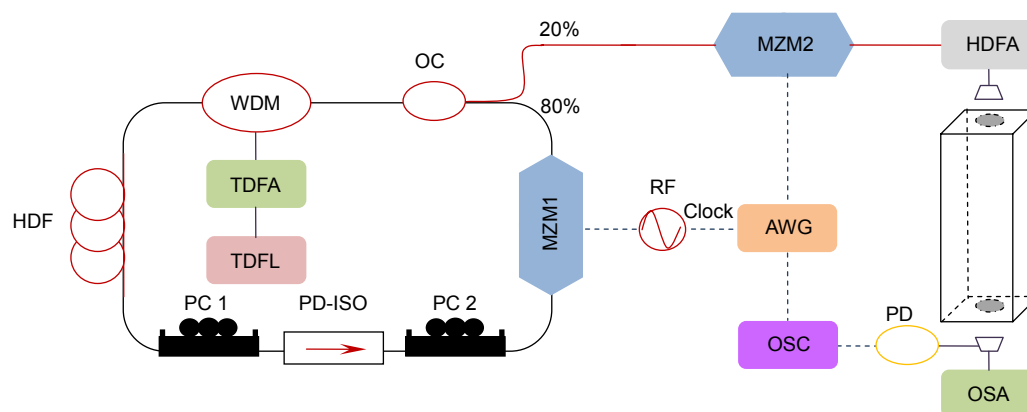 20%
MZM2
HDFA
OC
WDM
80%
TDFA
RF
HDF
MZM1
Clock
AWG
TDFL
PC 1
PD-ISO
PC 2
PD
OSC
OSA